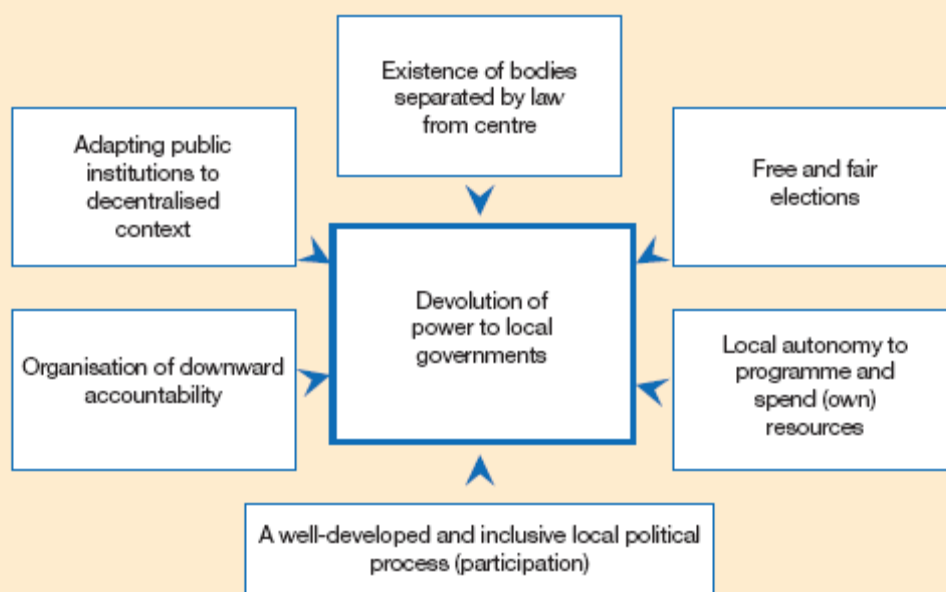 Existence of bodies
separated by law
from centre
Adapting public
institutions to
decentralised
context
Free and fair
elections
Devolution of
power to local
governments
Organisation of downward
accountability
Local autonomy to
programme and
spend (own)
resources
A well-developed and inclusive local political
process (participation)